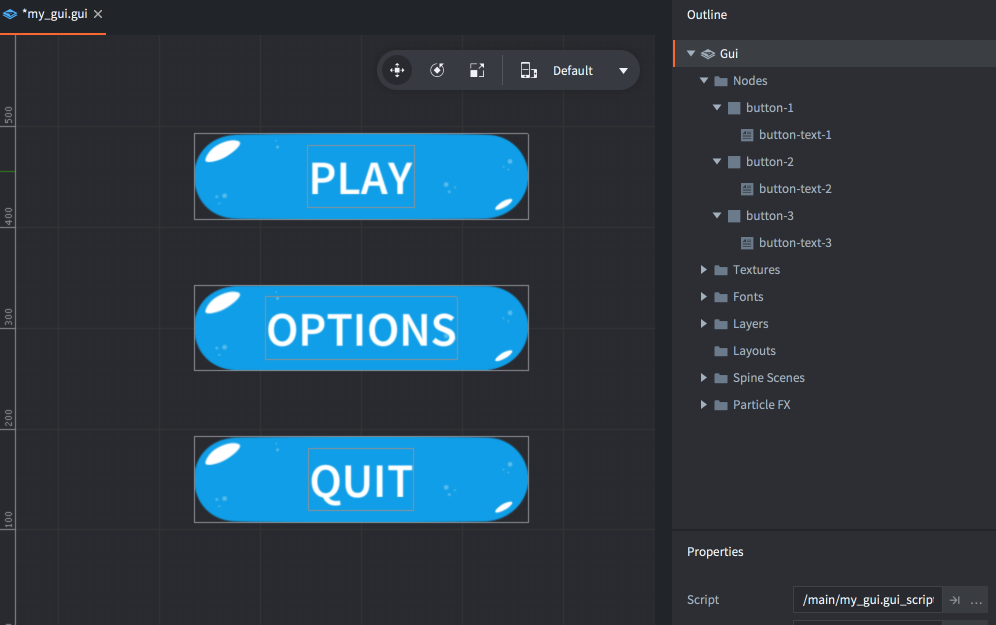 *my_gui.gui
Default
500
400
300
200
100
PLAY
OPTIONS
QUIT
Outline
Gui
Nodes
button-1
button-text-1
button-2
button-text-2
button-3
button-text-3
Textures
Fonts
Layers
Layouts
Spine Scenes
Particle FX
Properties
Script
/main/my_gui.gui_script
...